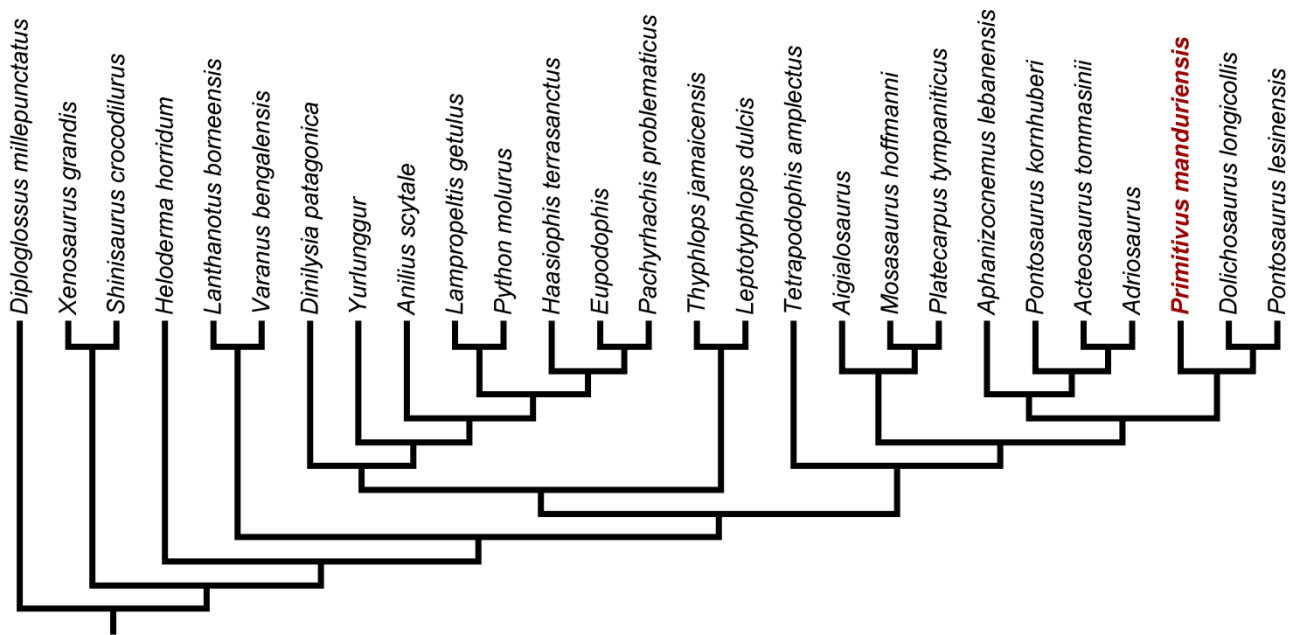 Diploglossus millepunctatus
Xenosaurus grandis
Shinisaurus crocodilurus
Heloderma horridum
Lanthanotus borneensis
Varanus bengalensis
Dinilysia patagonica
Yurlunggur
Anilius scytale
Lampropeltis getulus
Python molurus
Haasiophis terrasanctus
Eupodophis
Pachyrhachis problematicus
Thyphlops jamaicensis
Leptotyphlops dulcis
Tetrapodophis amplectus
Aigialosaurus
Mosasaurus hoffmanni
Platecarpus tympaniticus
Aphanizocnemus lebanensis
Pontosaurus kornhuberi
Acteosaurus tommasinii
Adriosaurus
Primitivus manduriensis
Dolichosaurus longicollis
Pontosaurus lesinensis